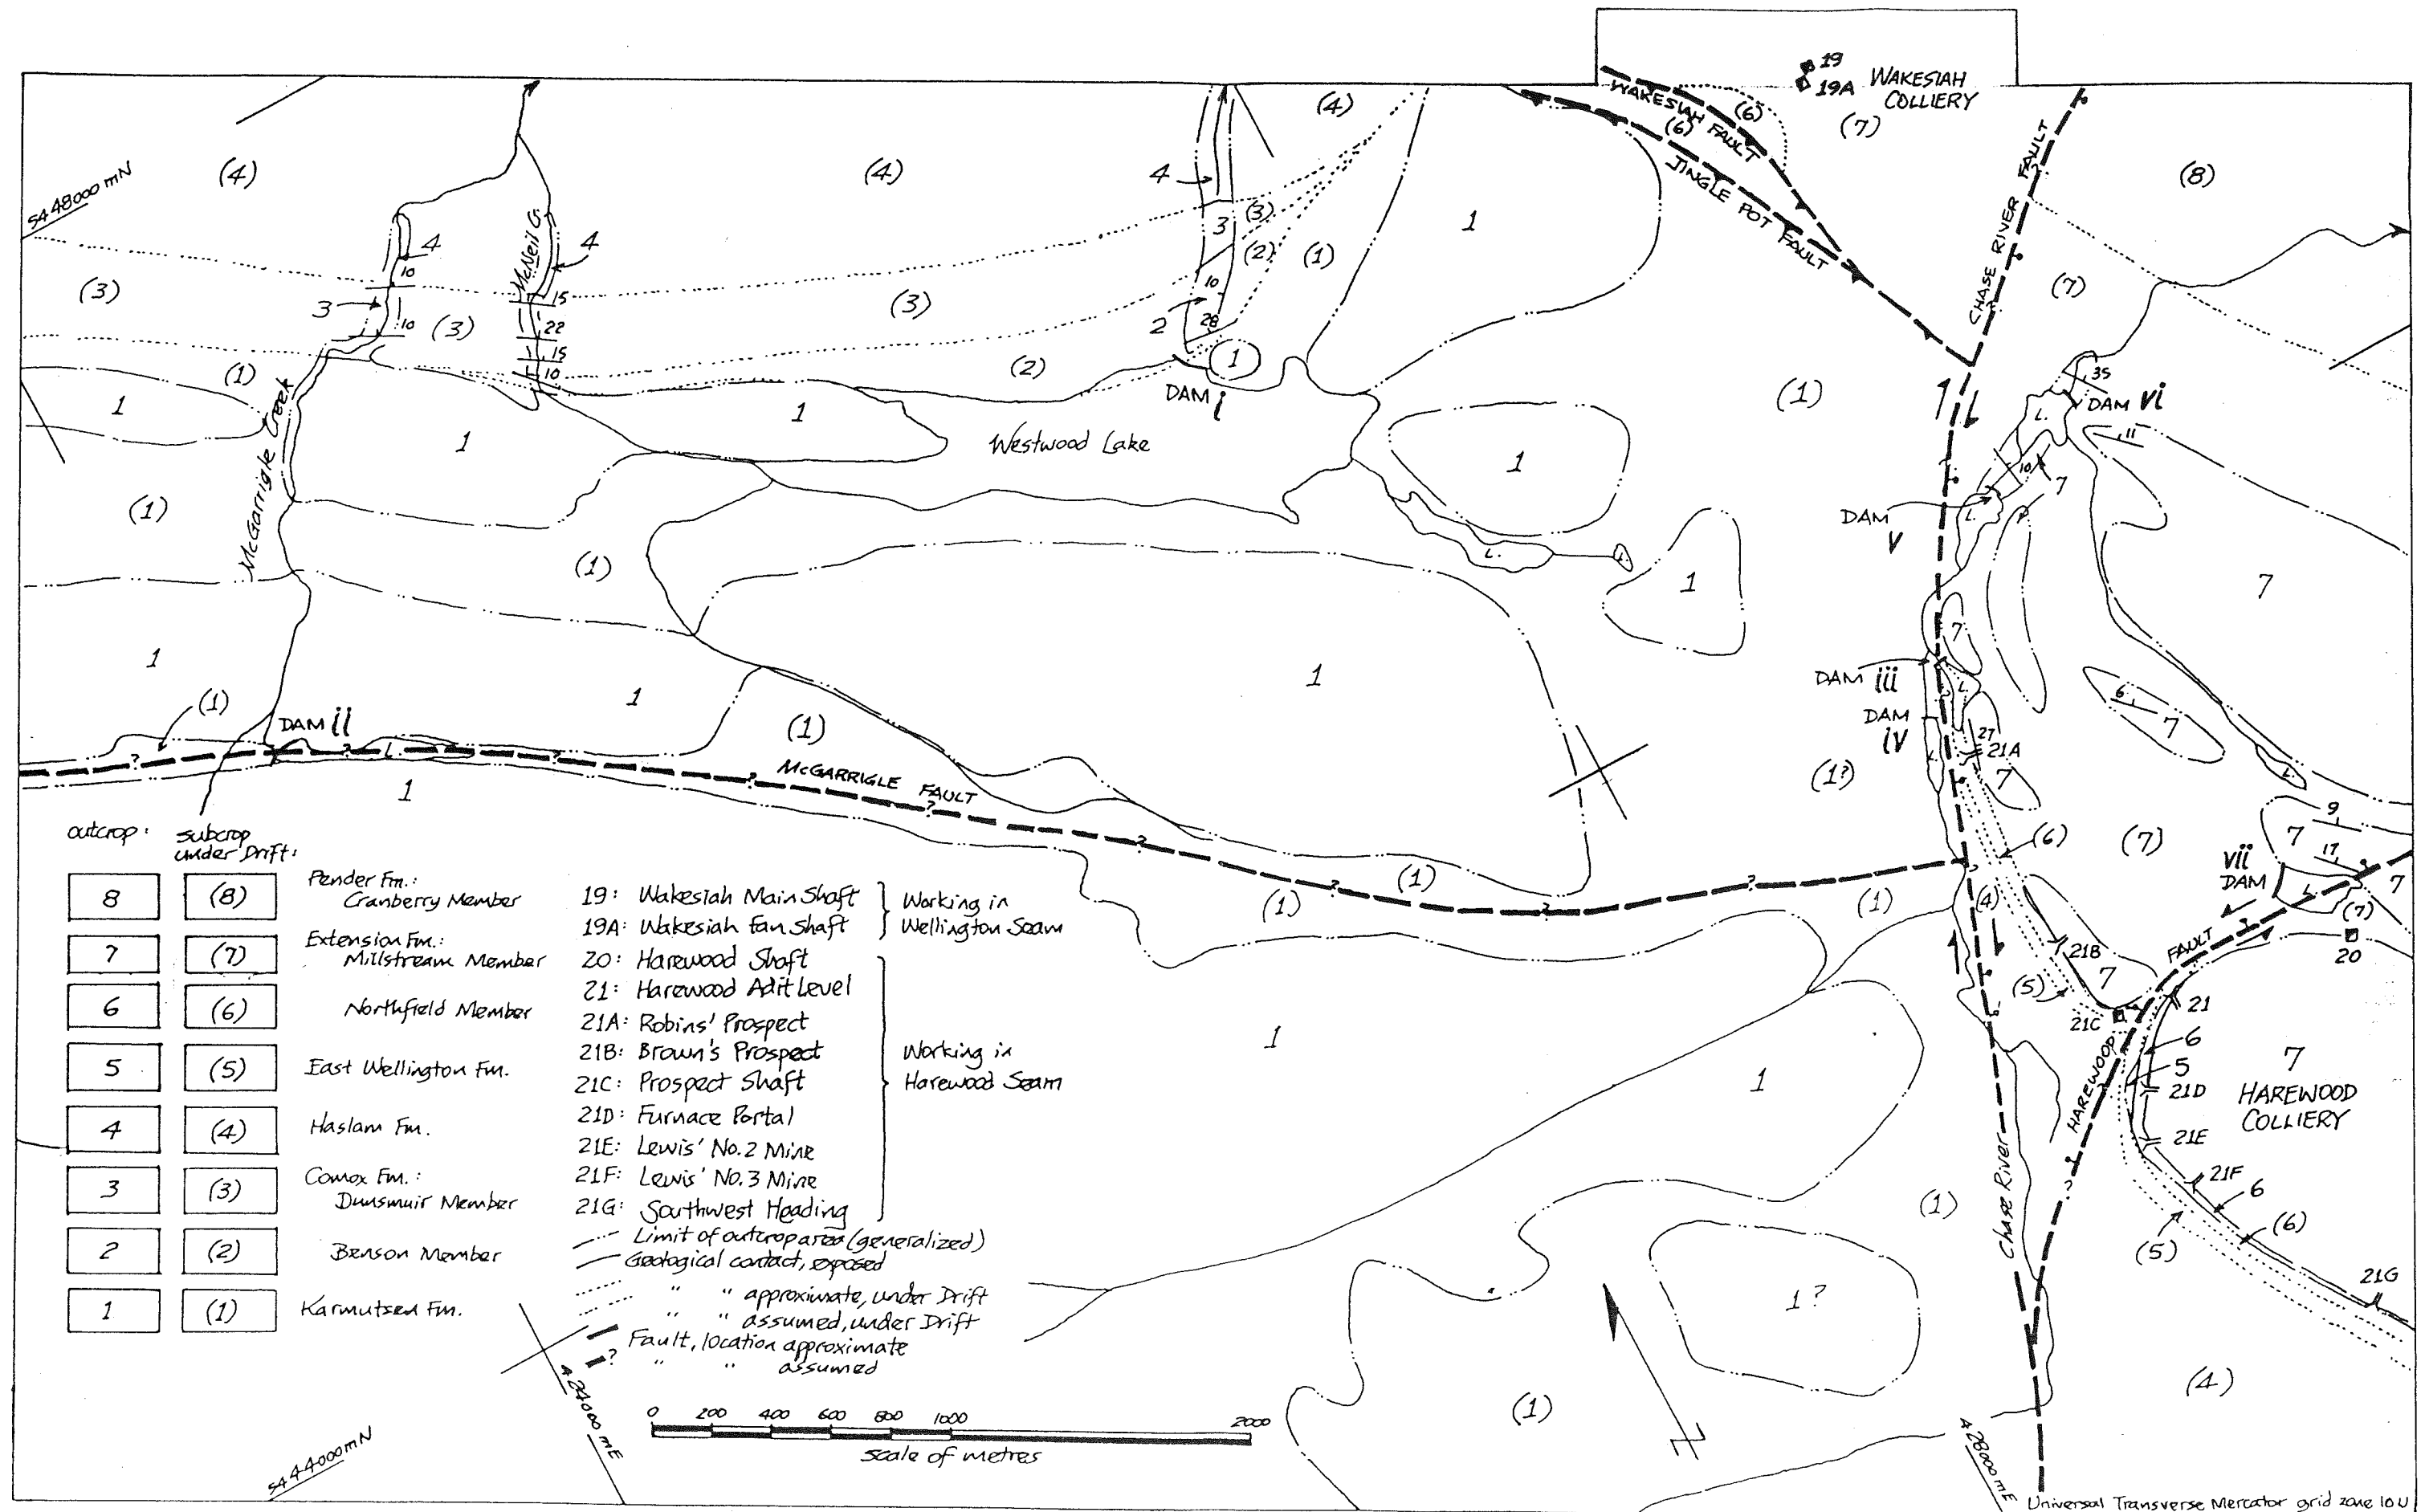 19
19A
WAKESIAH
COLLIERY
WAKESIAH FAULT
(6)
(6)
(7)
JINGLE POT FAULT
CHASE RIVER FAULT
(8)
(4)
(4)
(4)
5448000 mN
4
3
(3)
(2)
(1)
1
McNeil Cr.
4
4
10
15
(3)
3
10
(3)
22
15
10
(3)
10
2
28
1
(2)
DAM i
(7)
(1)
1
(1)
1
1
Westwood Lake
McGarrigle Creek
(1)
(1)
1
1
(1)
35
DAM vi
L.
11
10
7
DAM
v
L.
L.
L.
7
7
DAM iii
L.
DAM
iv
L.
27
21A
7
6
7
L.
1
(1)
DAM ii
?
?
L.
?
1
(1)
1
1
McGARRIGLE FAULT
?
?
?
?
?
?
(1)
(1)
(1)
(1?)
(6)
(7)
(4)
9
7
17
vii
DAM
L.
7
(7)
20
21B
7
(5)
21C
HAREWOOD FAULT
21
6
5
21D
7
HAREWOOD
COLLIERY
21E
21F
6
(6)
(5)
21G
(4)
Chase River
(1)
1
1
1?
(1)
outcrop:
subcrop
under Drift:
8 (8) Pender Fm.:
Cranberry Member
7 (7) Extension Fm.:
Millstream Member
6 (6) Northfield Member
5 (5) East Wellington Fm.
4 (4) Haslam Fm.
3 (3) Comox Fm.:
Dunsmuir Member
2 (2) Benson Member
1 (1) Karmutsen Fm.
19: Wakesiah Main Shaft
19A: Wakesiah Fan Shaft
Working in
Wellington Seam
20: Harewood Shaft
21: Harewood Adit Level
21A: Robins' Prospect
21B: Brown's Prospect
21C: Prospect Shaft
21D: Furnace Portal
21E: Lewis' No.2 Mine
21F: Lewis' No.3 Mine
21G: Southwest Heading
Working in
Harewood Seam
Limit of outcrop area (generalized)
Geological contact, exposed
" " approximate, under Drift
" " assumed, under Drift
Fault, location approximate
? " " assumed
424000 mE
5444000 mN
0 200 400 600 800 1000 2000
scale of metres
N
428000 mE
Universal Transverse Mercator grid zone 10 U